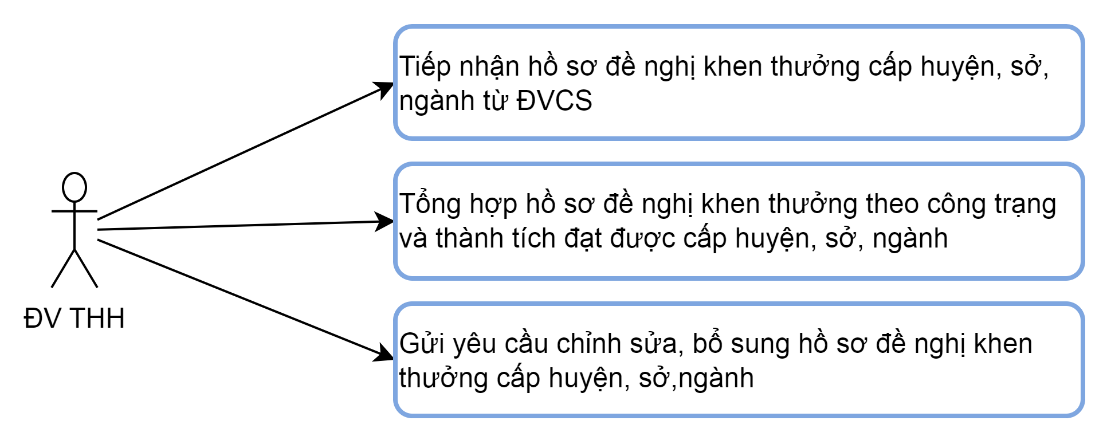 Tiếp nhận hồ sơ đề nghị khen thưởng cấp huyện, sở,
ngành từ ĐVCS
Tổng hợp hồ sơ đề nghị khen thưởng theo công trạng
và thành tích đạt được cấp huyện, sở, ngành
ĐV THH
Gửi yêu cầu chỉnh sửa, bổ sung hồ sơ đề nghị khen
thưởng cấp huyện, sở,ngành